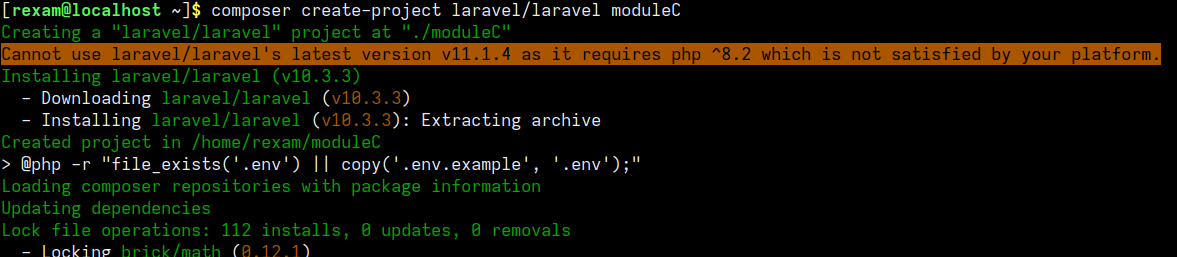 [rexam@localhost ~]$ composer create-project laravel/laravel moduleC
Creating a "laravel/laravel" project at "./moduleC"
Cannot use laravel/laravel's latest version v11.1.4 as it requires php ^8.2 which is not satisfied by your platform.
Installing laravel/laravel (v10.3.3)
  - Downloading laravel/laravel (v10.3.3)
  - Installing laravel/laravel (v10.3.3): Extracting archive
Created project in /home/rexam/moduleC
> @php -r "file_exists('.env') || copy('.env.example', '.env');"
Loading composer repositories with package information
Updating dependencies
Lock file operations: 112 installs, 0 updates, 0 removals
  - Locking brick/math (0.12.1)